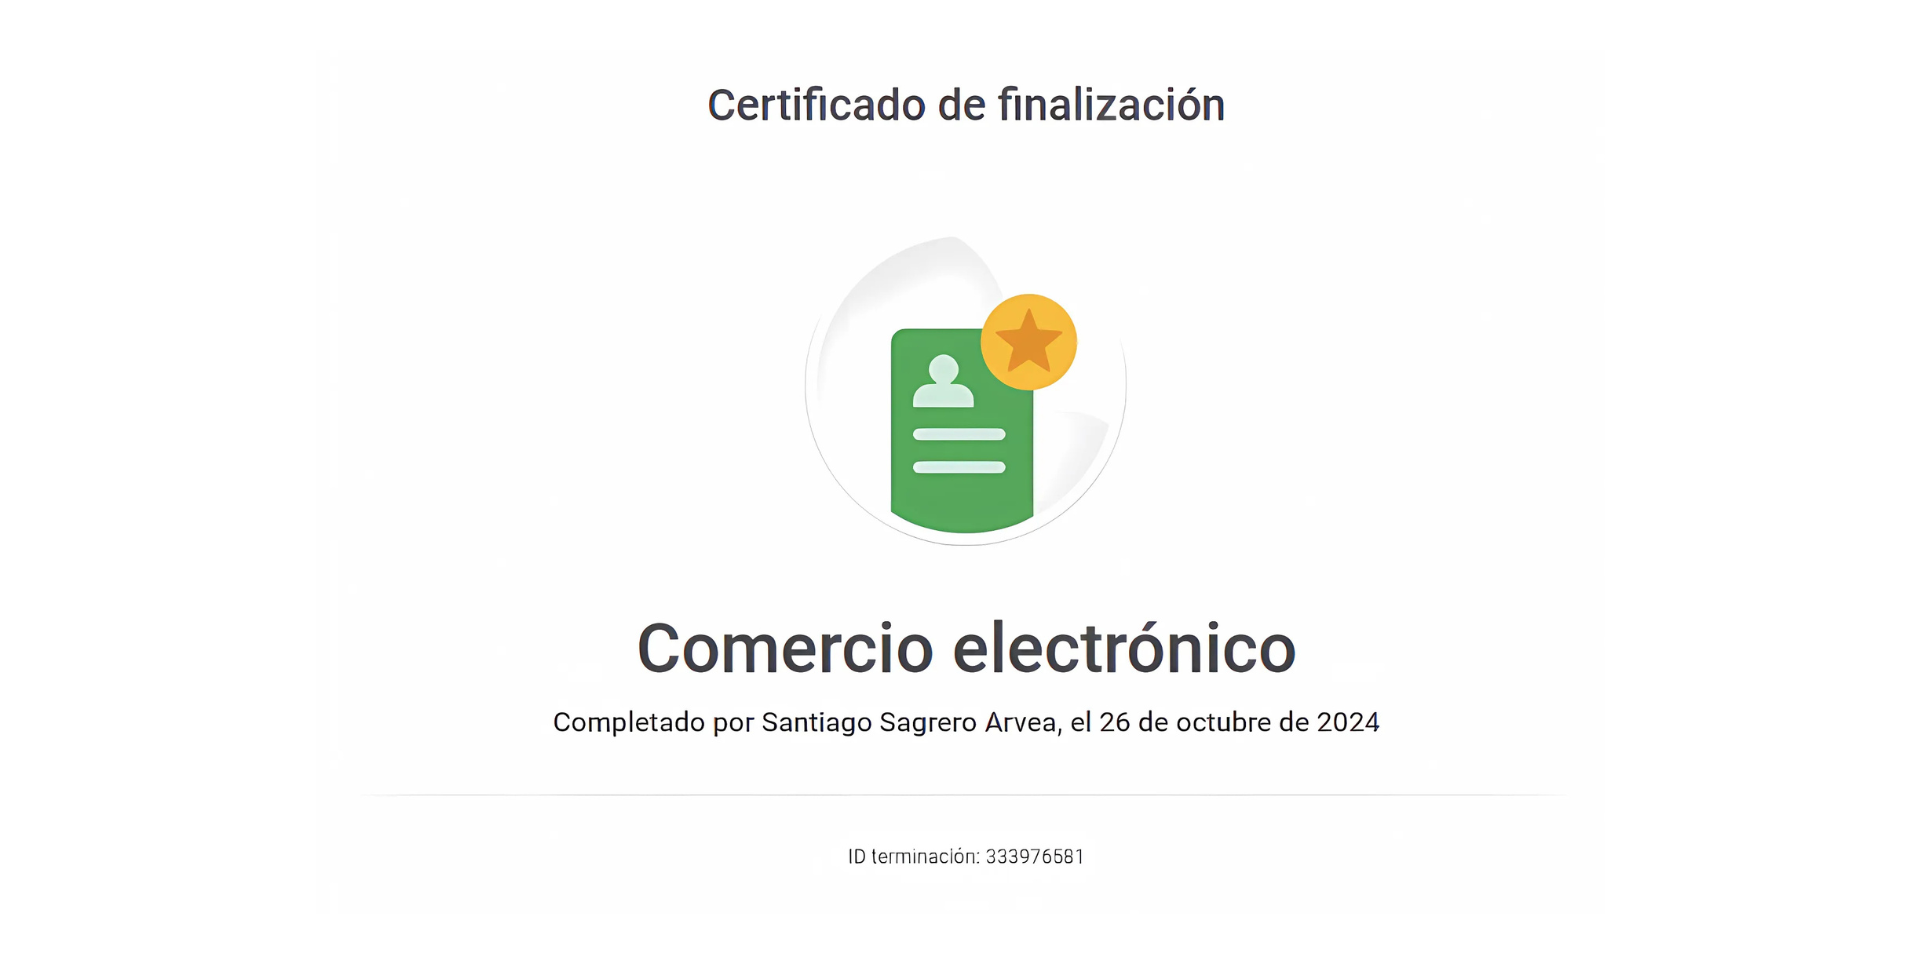 Certificado de finalización
Comercio electrónico
Completado por Santiago Sagrero Arvea, el 26 de octubre de 2024
ID terminación: 333976581